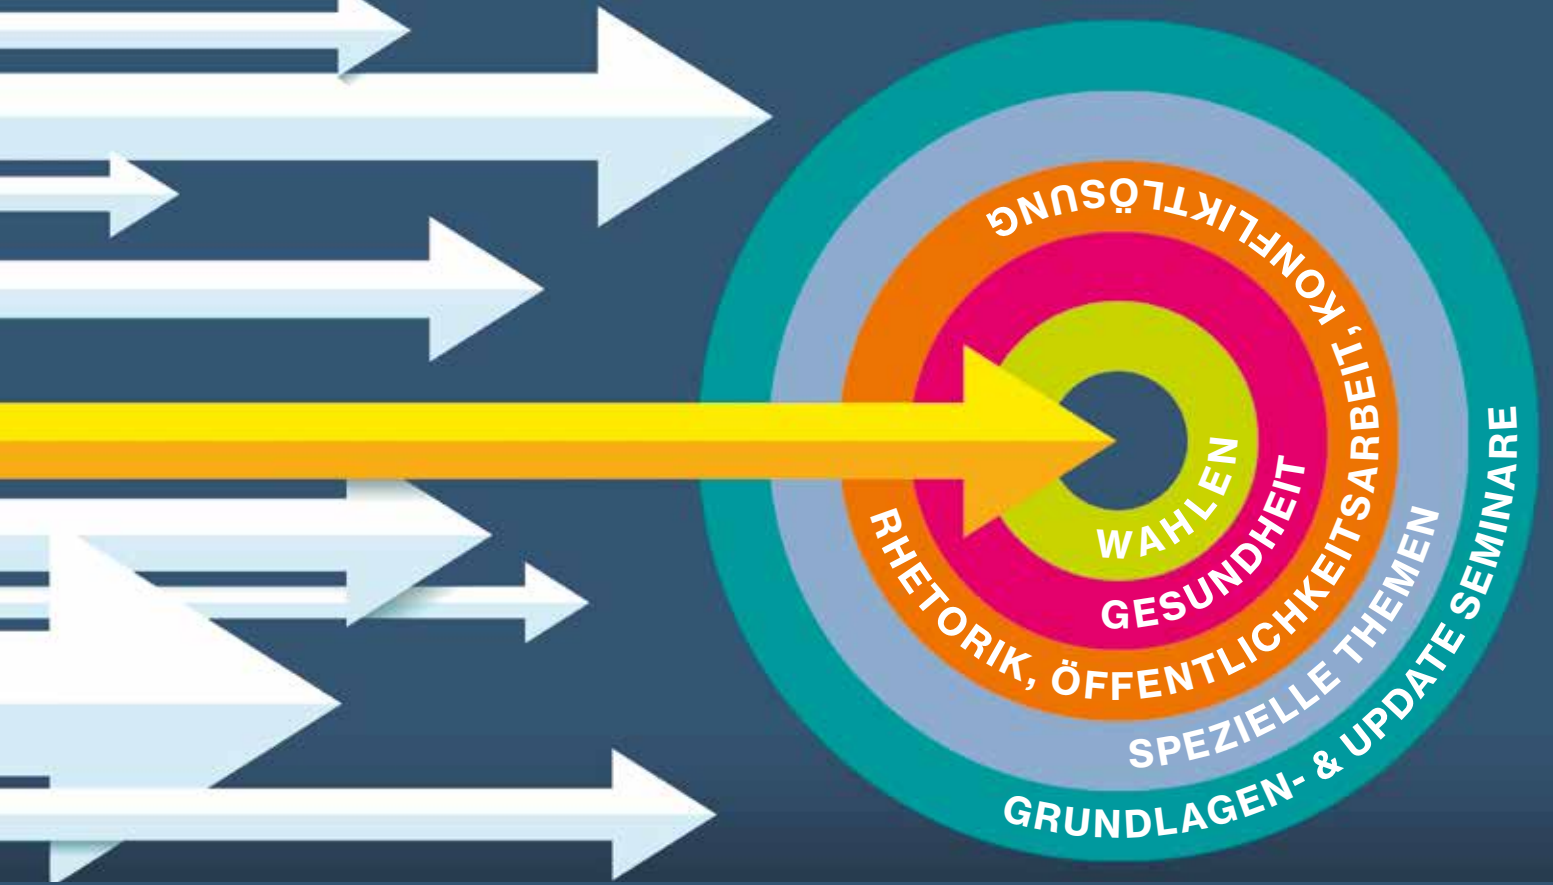 WAHLEN
GESUNDHEIT
RHETORIK, ÖFFENTLICHKEITSARBEIT, KONFLIKTLÖSUNG
SPEZIELLE THEMEN
GRUNDLAGEN- & UPDATE SEMINARE